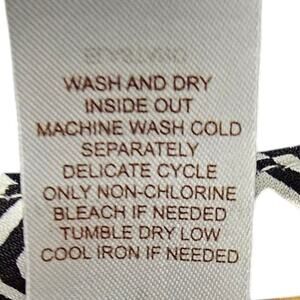 WASH AND DRY
INSIDE OUT
MACHINE WASH COLD
SEPARATELY
DELICATE CYCLE
ONLY NON-CHLORINE
BLEACH IF NEEDED
TUMBLE DRY LOW
COOL IRON IF NEEDED